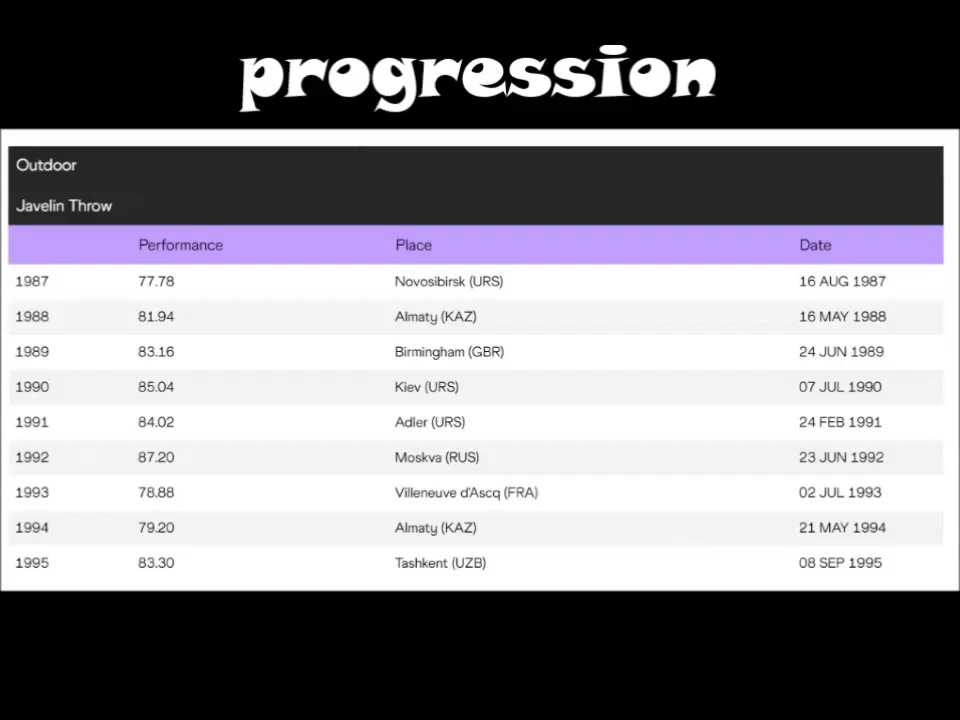 progression
Outdoor
Javelin Throw
Performance Place Date
1987 77.78 Novosibirsk (URS) 16 AUG 1987
1988 81.94 Almaty (KAZ) 16 MAY 1988
1989 83.16 Birmingham (GBR) 24 JUN 1989
1990 85.04 Kiev (URS) 07 JUL 1990
1991 84.02 Adler (URS) 24 FEB 1991
1992 87.20 Moskva (RUS) 23 JUN 1992
1993 78.88 Villeneuve d'Ascq (FRA) 02 JUL 1993
1994 79.20 Almaty (KAZ) 21 MAY 1994
1995 83.30 Tashkent (UZB) 08 SEP 1995